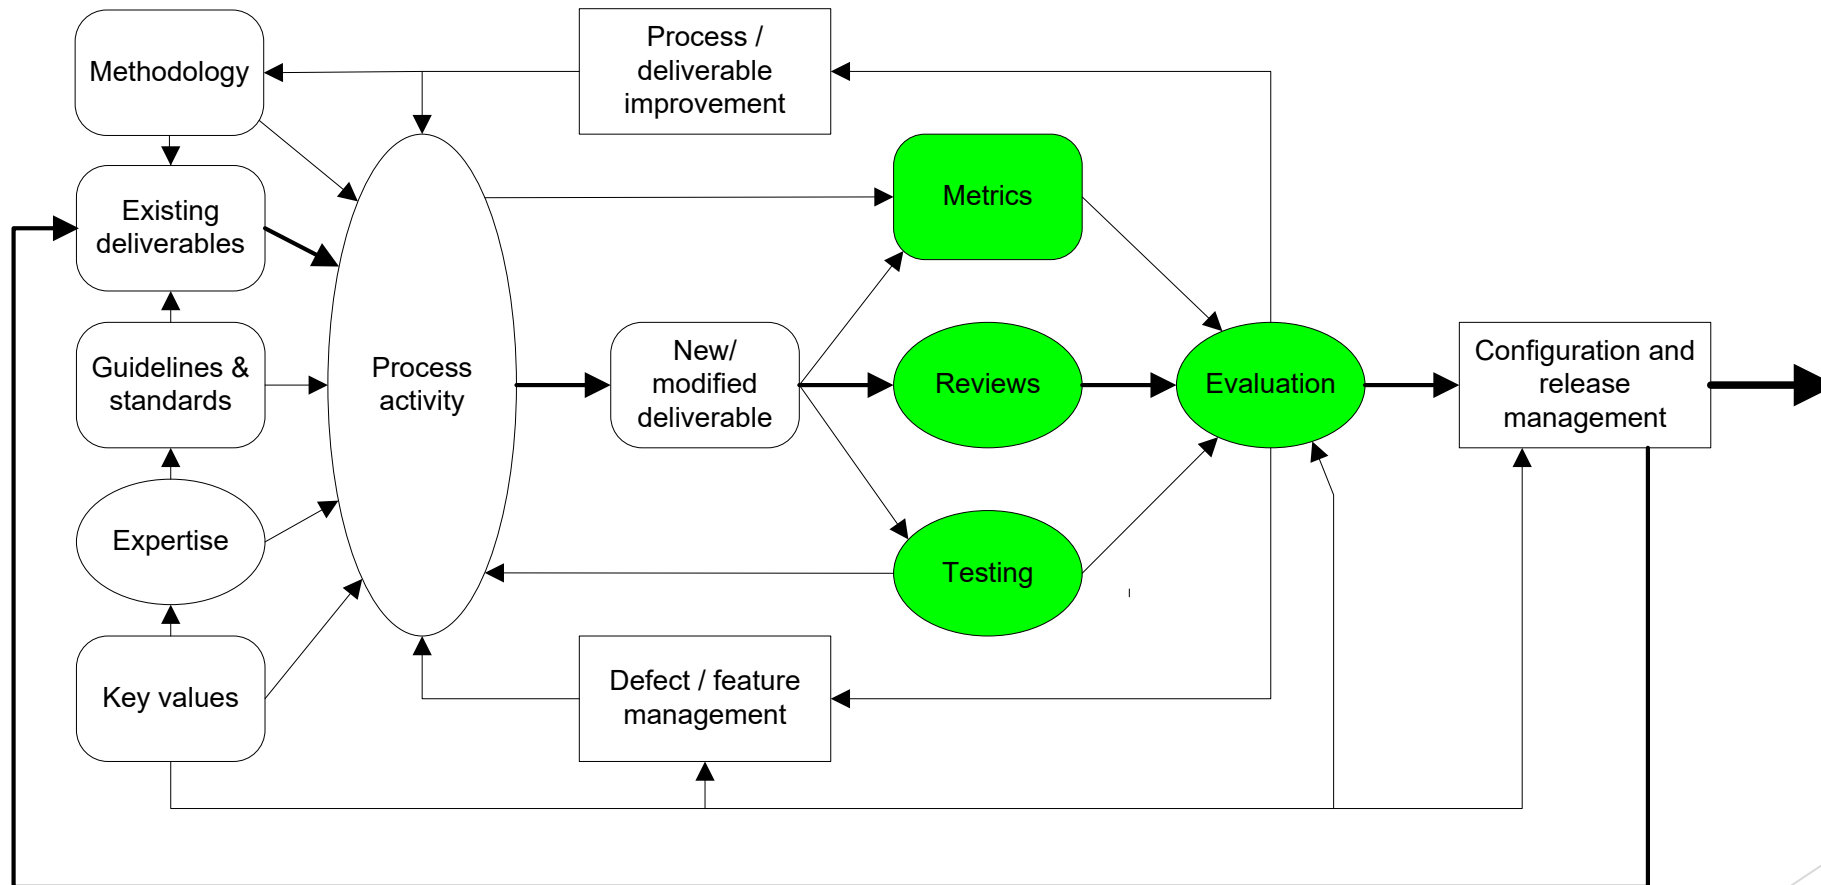 Methodology
Process /
deliverable
improvement
Existing
deliverables
Metrics
Guidelines &
standards
Process
activity
New/
modified
deliverable
Reviews
Evaluation
Configuration and
release
management
Expertise
Testing
Key values
Defect / feature
management